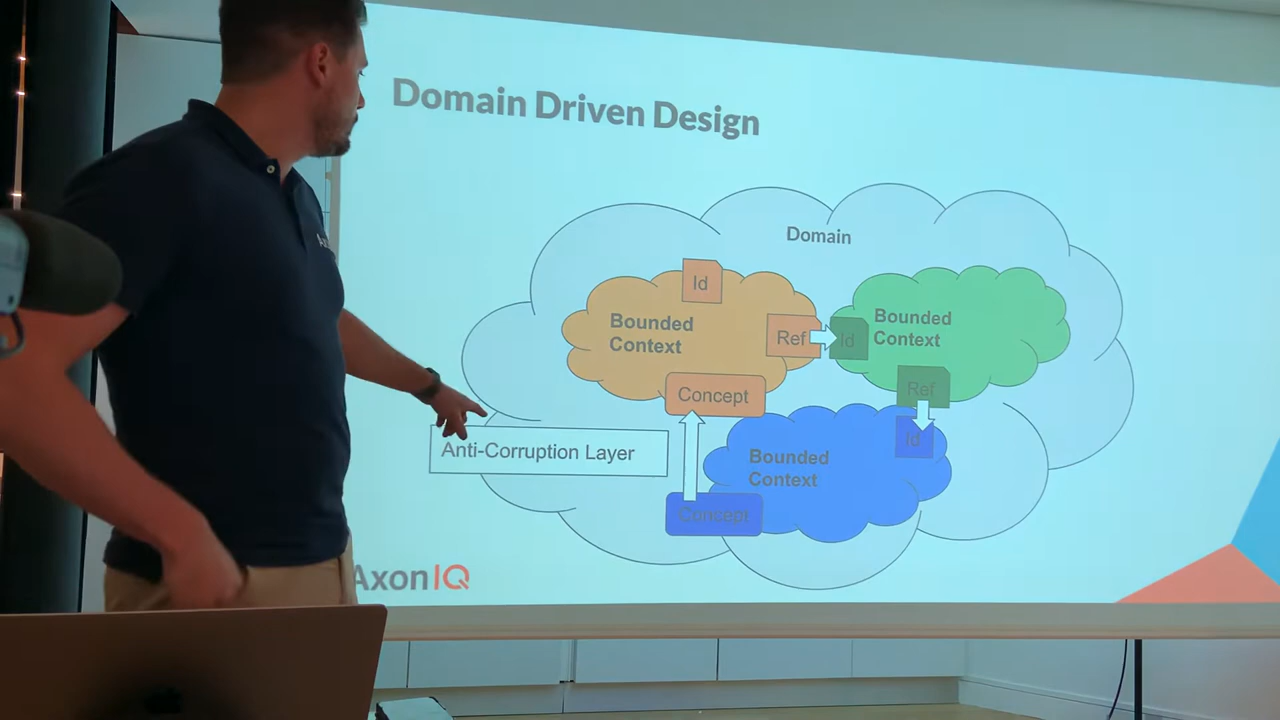 Domain Driven Design
Domain
Id
Bounded
Context
Ref
Id
Bounded
Context
Concept
Ref
Anti-Corruption Layer
Bounded
Context
Id
Concept
AxonIQ